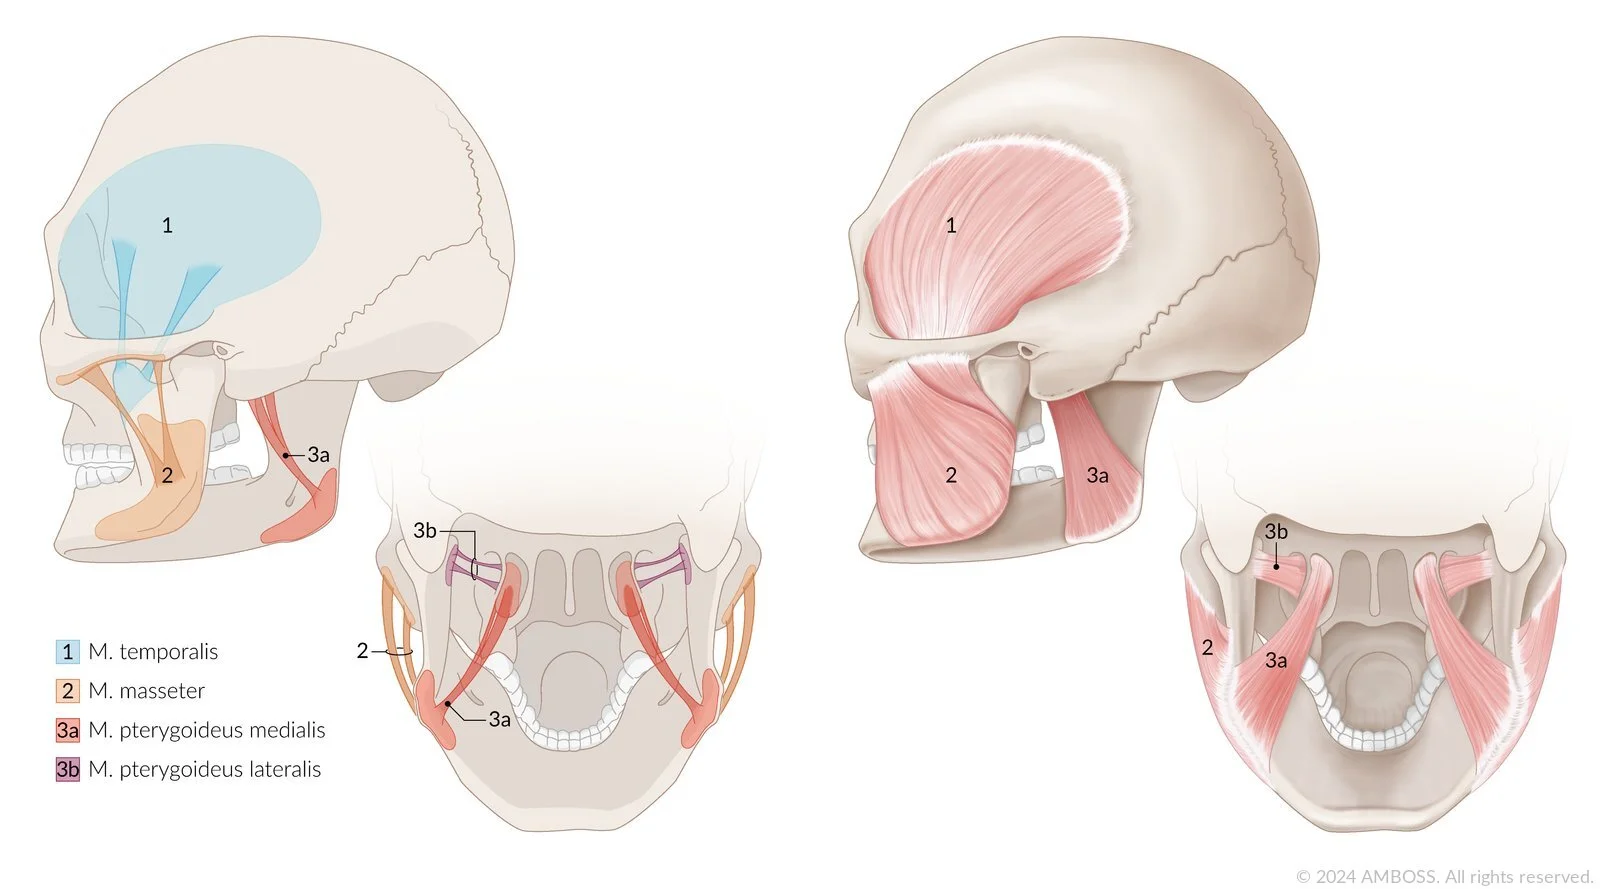 1
2
3a
3b
2
3a
1 M. temporalis
2 M. masseter
3a M. pterygoideus medialis
3b M. pterygoideus lateralis
1
2
3a
3b
2
3a
© 2024 AMBOSS. All rights reserved.